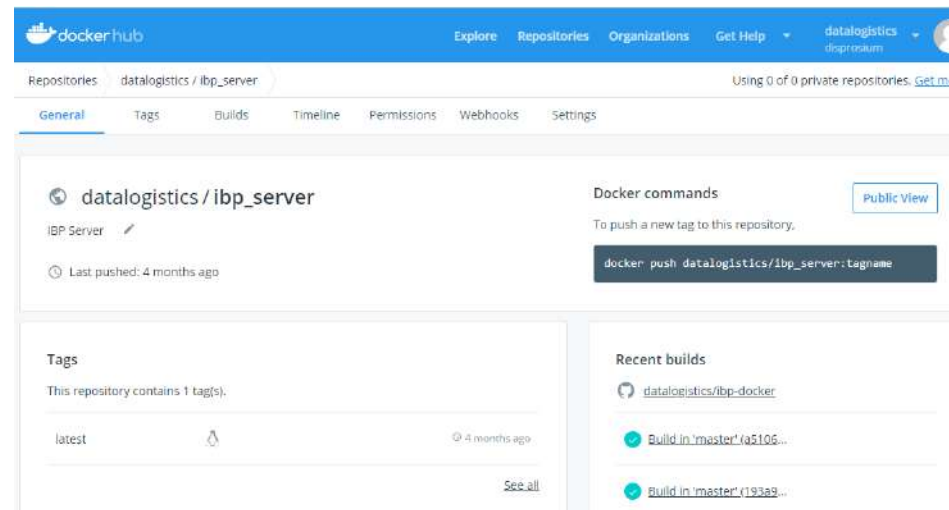 dockerhub
Explore Repositories Organizations Get Help datalogistics
disprosium
Repositories datalogistics / ibp_server Using 0 of 0 private repositories. Get m
General Tags Builds Timeline Permissions Webhooks Settings
datalogistics / ibp_server
IBP Server
Last pushed: 4 months ago
Docker commands
Public View
To push a new tag to this repository,
docker push datalogistics/ibp_server:tagname
Tags
This repository contains 1 tag(s).
latest 4 months ago
See all
Recent builds
datalogistics/ibp-docker
Build in 'master' (a5106...
Build in 'master' (193a9...